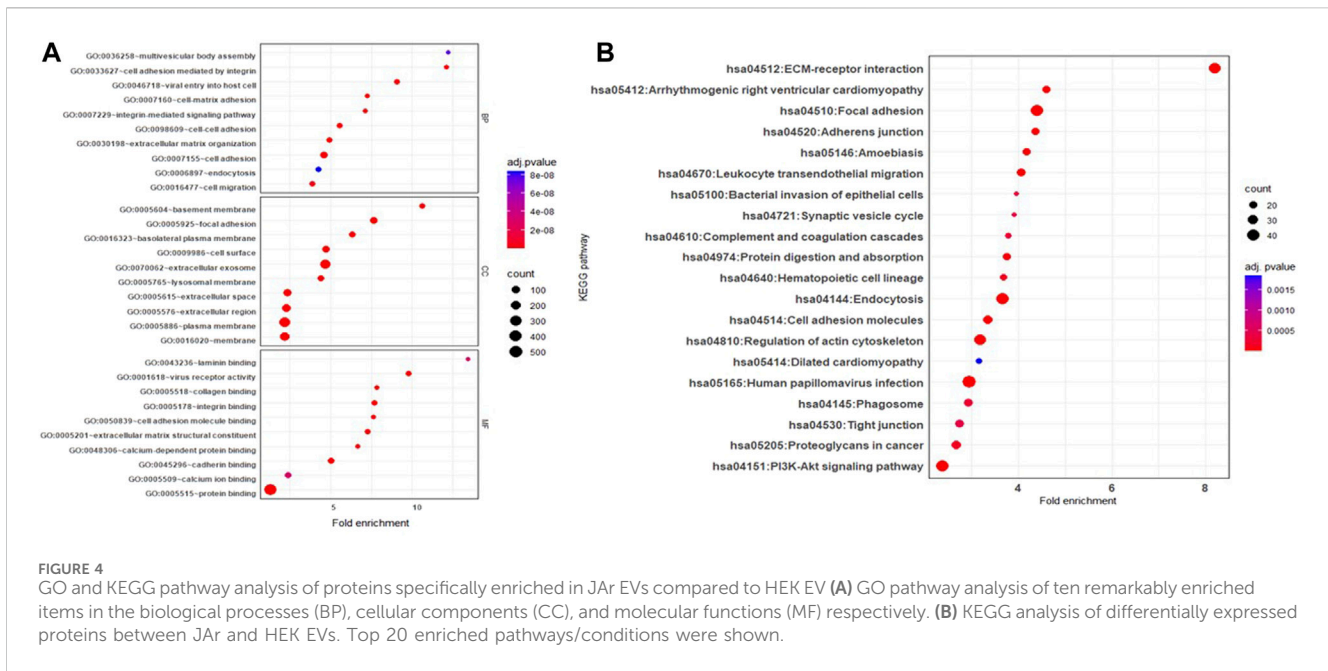 A
GO:0036258~multivesicular body assembly
GO:0033627~cell adhesion mediated by integrin
GO:0046718~viral entry into host cell
GO:0007160~cell-matrix adhesion
GO:0007229~integrin-mediated signaling pathway
GO:0098609~cell-cell adhesion
GO:0030198~extracellular matrix organization
GO:0007155~cell adhesion
GO:0006897~endocytosis
GO:0016477~cell migration
BP
GO:0005604~basement membrane
GO:0005925~focal adhesion
GO:0016323~basolateral plasma membrane
GO:0009986~cell surface
GO:0070062~extracellular exosome
GO:0005765~lysosomal membrane
GO:0005615~extracellular space
GO:0005576~extracellular region
GO:0005886~plasma membrane
GO:0016020~membrane
CC
GO:0043236~laminin binding
GO:0001618~virus receptor activity
GO:0005518~collagen binding
GO:0005178~integrin binding
GO:0050839~cell adhesion molecule binding
GO:0005201~extracellular matrix structural constituent
GO:0048306~calcium-dependent protein binding
GO:0045296~cadherin binding
GO:0005509~calcium ion binding
GO:0005515~protein binding
MF
5 10
Fold enrichment
adj.pvalue
8e-08
6e-08
4e-08
2e-08
count
100
200
300
400
500
B
KEGG pathway
hsa04512:ECM-receptor interaction
hsa05412:Arrhythmogenic right ventricular cardiomyopathy
hsa04510:Focal adhesion
hsa04520:Adherens junction
hsa05146:Amoebiasis
hsa04670:Leukocyte transendothelial migration
hsa05100:Bacterial invasion of epithelial cells
hsa04721:Synaptic vesicle cycle
hsa04610:Complement and coagulation cascades
hsa04974:Protein digestion and absorption
hsa04640:Hematopoietic cell lineage
hsa04144:Endocytosis
hsa04514:Cell adhesion molecules
hsa04810:Regulation of actin cytoskeleton
hsa05414:Dilated cardiomyopathy
hsa05165:Human papillomavirus infection
hsa04145:Phagosome
hsa04530:Tight junction
hsa05205:Proteoglycans in cancer
hsa04151:PI3K-Akt signaling pathway
4 6 8
Fold enrichment
count
20
30
40
adj. pvalue
0.0015
0.0010
0.0005
FIGURE 4
GO and KEGG pathway analysis of proteins specifically enriched in JAr EVs compared to HEK EV (A) GO pathway analysis of ten remarkably enriched
items in the biological processes (BP), cellular components (CC), and molecular functions (MF) respectively. (B) KEGG analysis of differentially expressed
proteins between JAr and HEK EVs. Top 20 enriched pathways/conditions were shown.